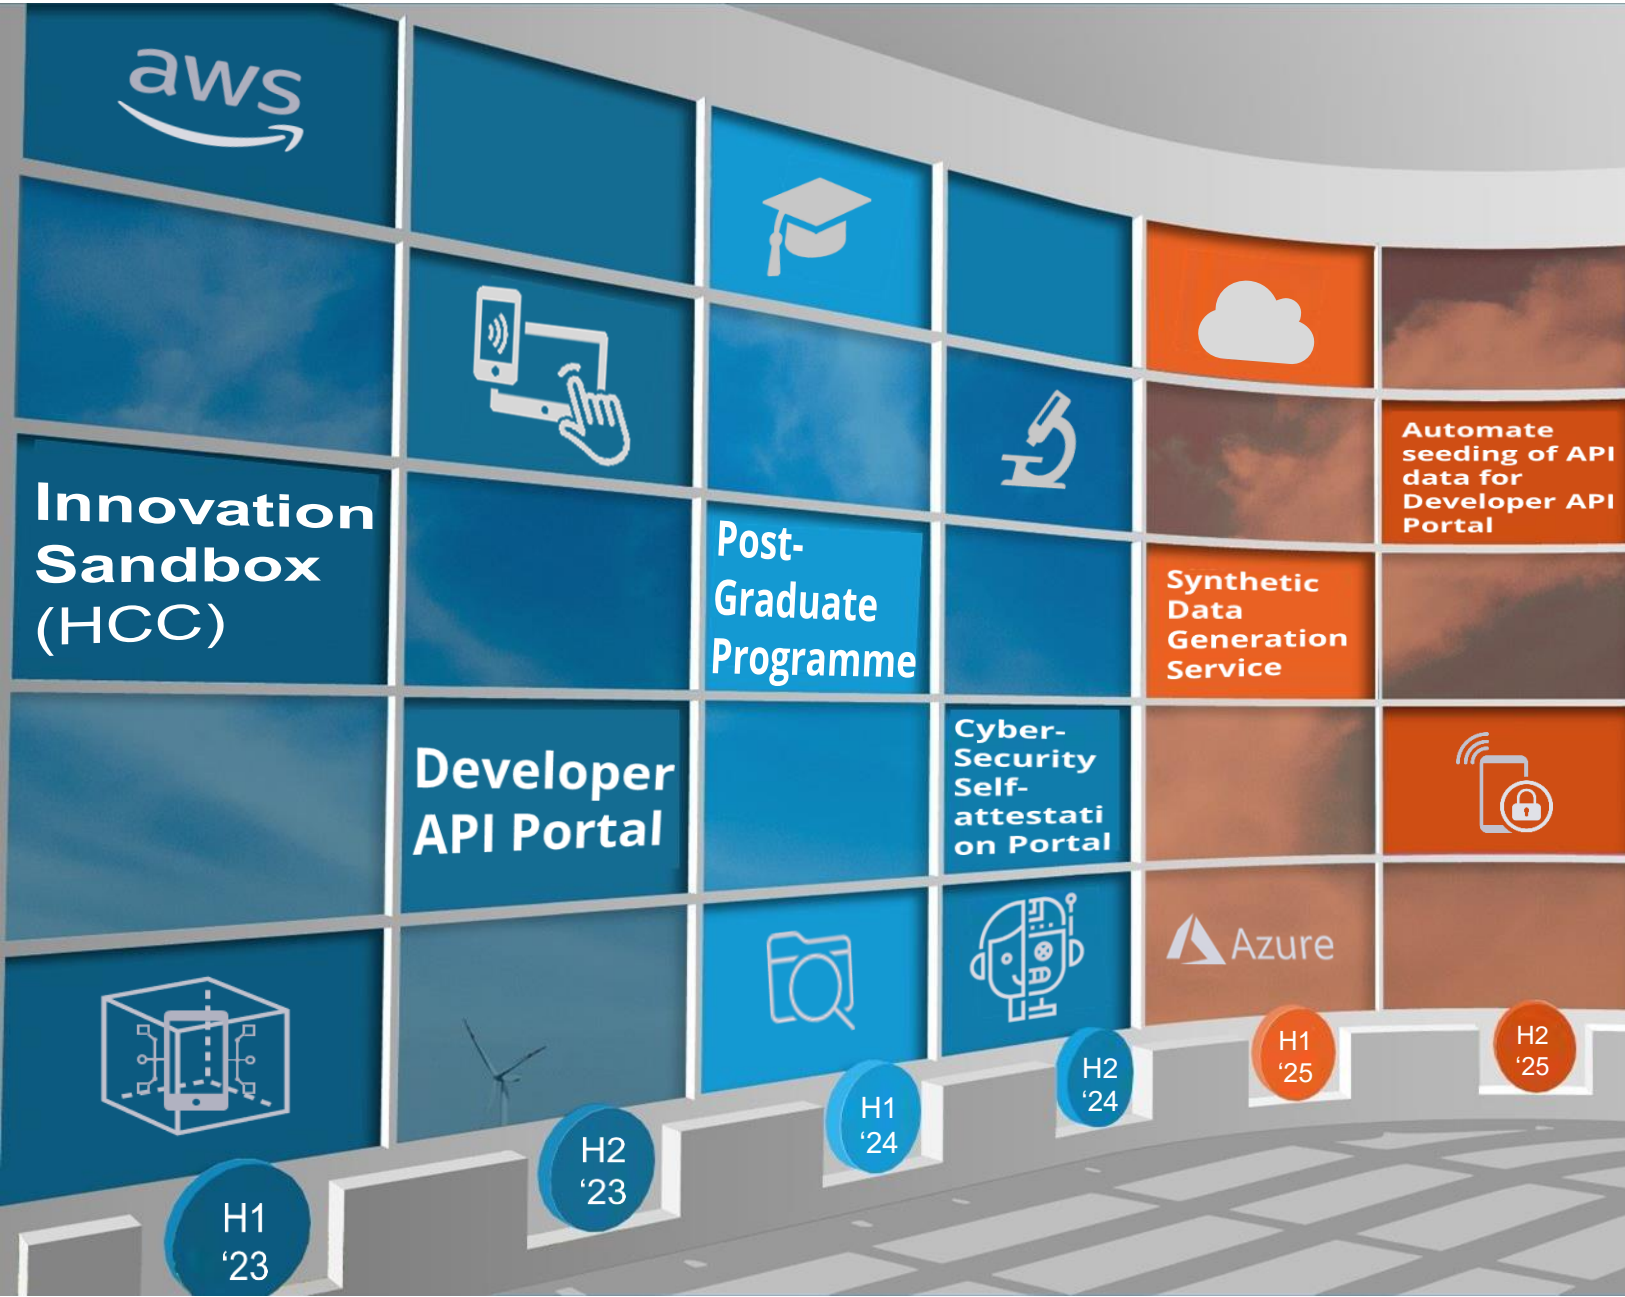 aws
Innovation
Sandbox
(HCC)
Developer
API Portal
Post-
Graduate
Programme
Cyber-
Security
Self-
attestati
on Portal
Synthetic
Data
Generation
Service
Azure
Automate
seeding of API
data for
Developer API
Portal
H1
‘23
H2
‘23
H1
‘24
H2
‘24
H1
‘25
H2
‘25